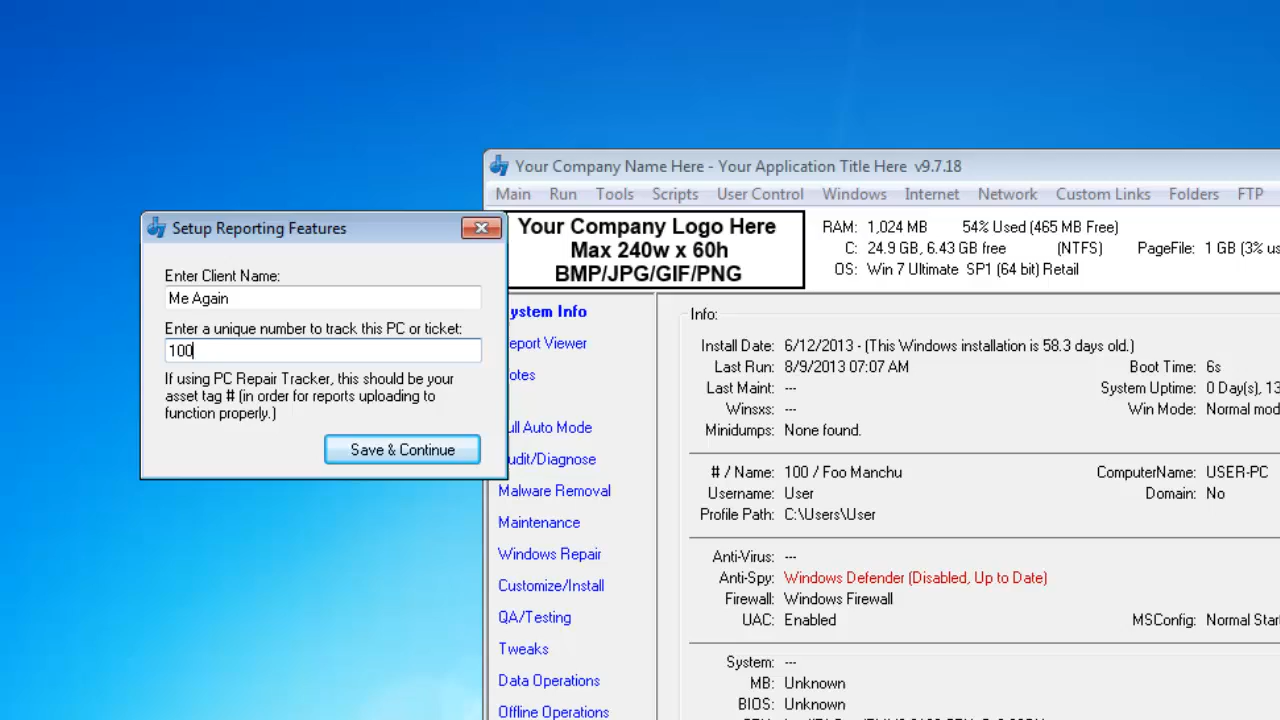 Your Company Name Here - Your Application Title Here v9.7.18
Main Run Tools Scripts User Control Windows Internet Network Custom Links Folders FTP
Setup Reporting Features
Enter Client Name:
Me Again
Enter a unique number to track this PC or ticket:
100
If using PC Repair Tracker, this should be your
asset tag # (in order for reports uploading to
function properly.)
Save & Continue
Your Company Logo Here
Max 240w x 60h
BMP/JPG/GIF/PNG
RAM: 1,024 MB 54% Used (465 MB Free)
C: 24.9 GB, 6.43 GB free (NTFS) PageFile: 1 GB (3% us
OS: Win 7 Ultimate SP1 (64 bit) Retail
ystem Info
eport Viewer
otes
ull Auto Mode
udit/Diagnose
Malware Removal
Maintenance
Windows Repair
Customize/Install
QA/Testing
Tweaks
Data Operations
Offline Operations
Info:
Install Date: 6/12/2013 - (This Windows installation is 58.3 days old.)
Last Run: 8/9/2013 07:07 AM Boot Time: 6s
Last Maint: --- System Uptime: 0 Day(s), 13
Winsxs: --- Win Mode: Normal mod
Minidumps: None found.
# / Name: 100 / Foo Manchu ComputerName: USER-PC
Username: User Domain: No
Profile Path: C:\Users\User
Anti-Virus: ---
Anti-Spy: Windows Defender (Disabled, Up to Date)
Firewall: Windows Firewall
UAC: Enabled MSConfig: Normal Star
System: ---
MB: Unknown
BIOS: Unknown